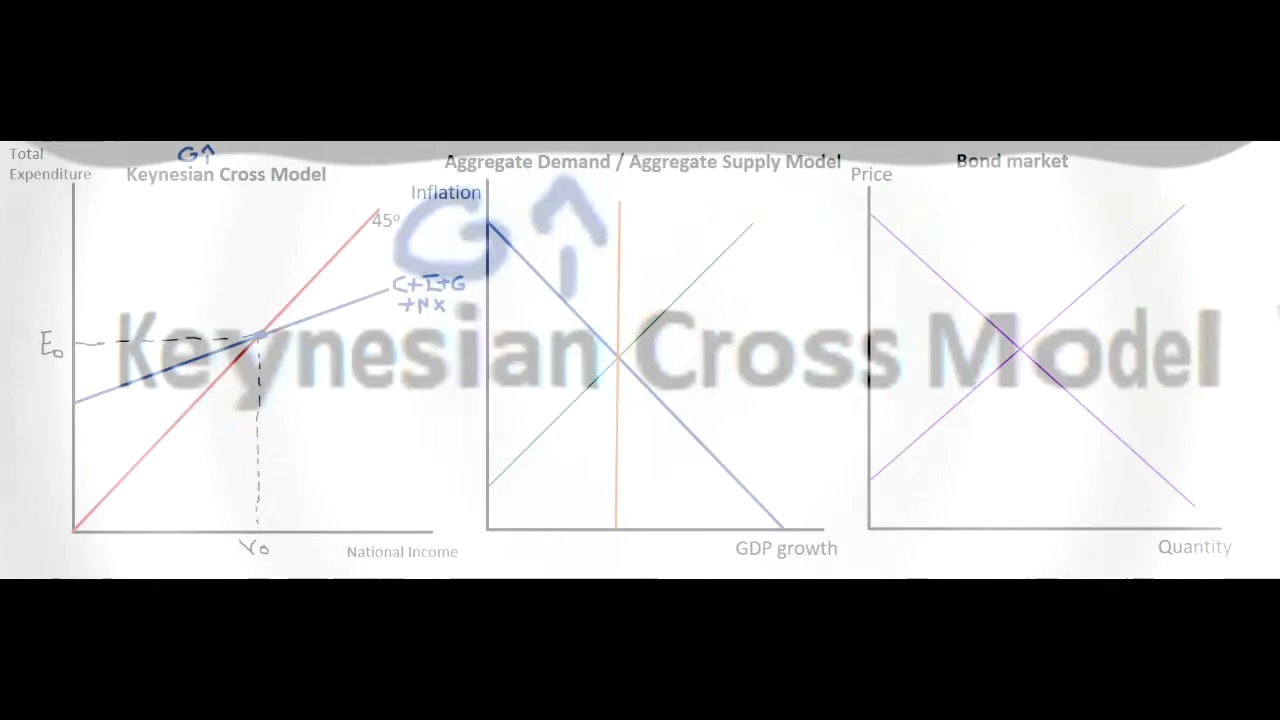 Total
Expenditure
G↑
Keynesian Cross Model
45º
C+I+G
+NX
E₀
Y₀
National Income
Aggregate Demand / Aggregate Supply Model
Inflation
GDP growth
Bond market
Price
Quantity
G↑
Keynesian Cross Model